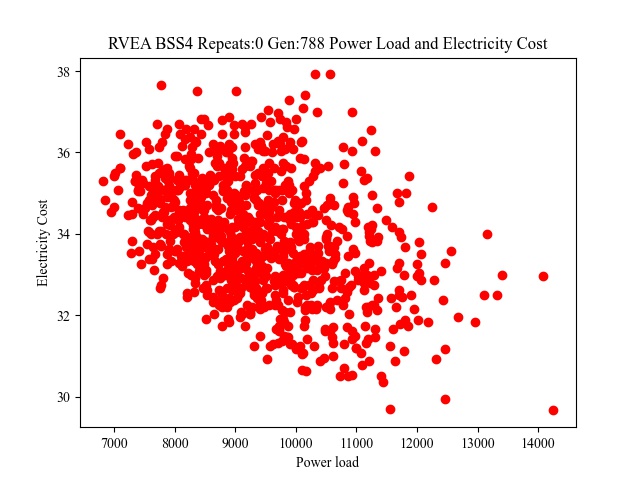 RVEA BSS4 Repeats:0 Gen:788 Power Load and Electricity Cost
38
36
34
32
30
Electricity Cost
7000 8000 9000 10000 11000 12000 13000 14000
Power load